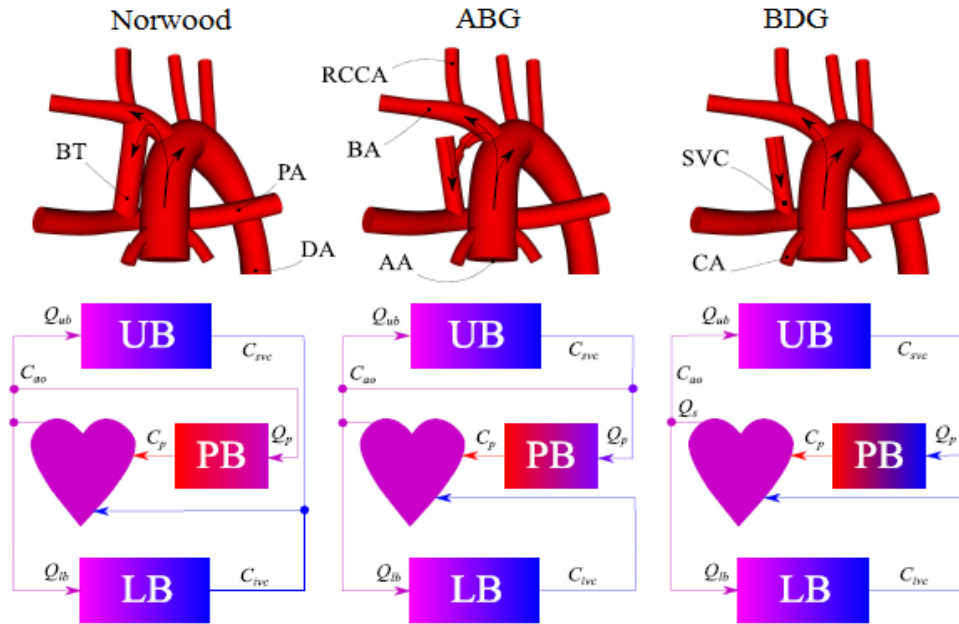 Norwood ABG BDG
RCCA
BA
BT
SVC
PA
DA
AA
CA
Q_ub UB C_svc
C_ao
C_p PB Q_p
Q_lb LB C_ivc
Q_ub UB C_svc
C_ao
C_p PB Q_p
Q_lb LB C_ivc
Q_ub UB C_svc
C_ao
Q_s
C_p PB Q_p
Q_lb LB C_ivc